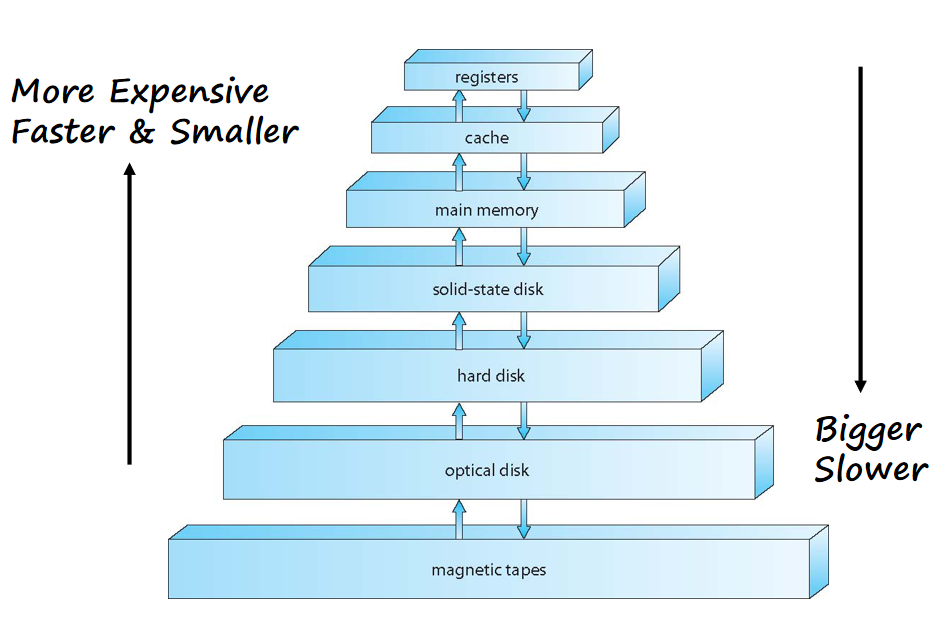 More Expensive
Faster & Smaller
registers
cache
main memory
solid-state disk
hard disk
optical disk
magnetic tapes
Bigger
Slower